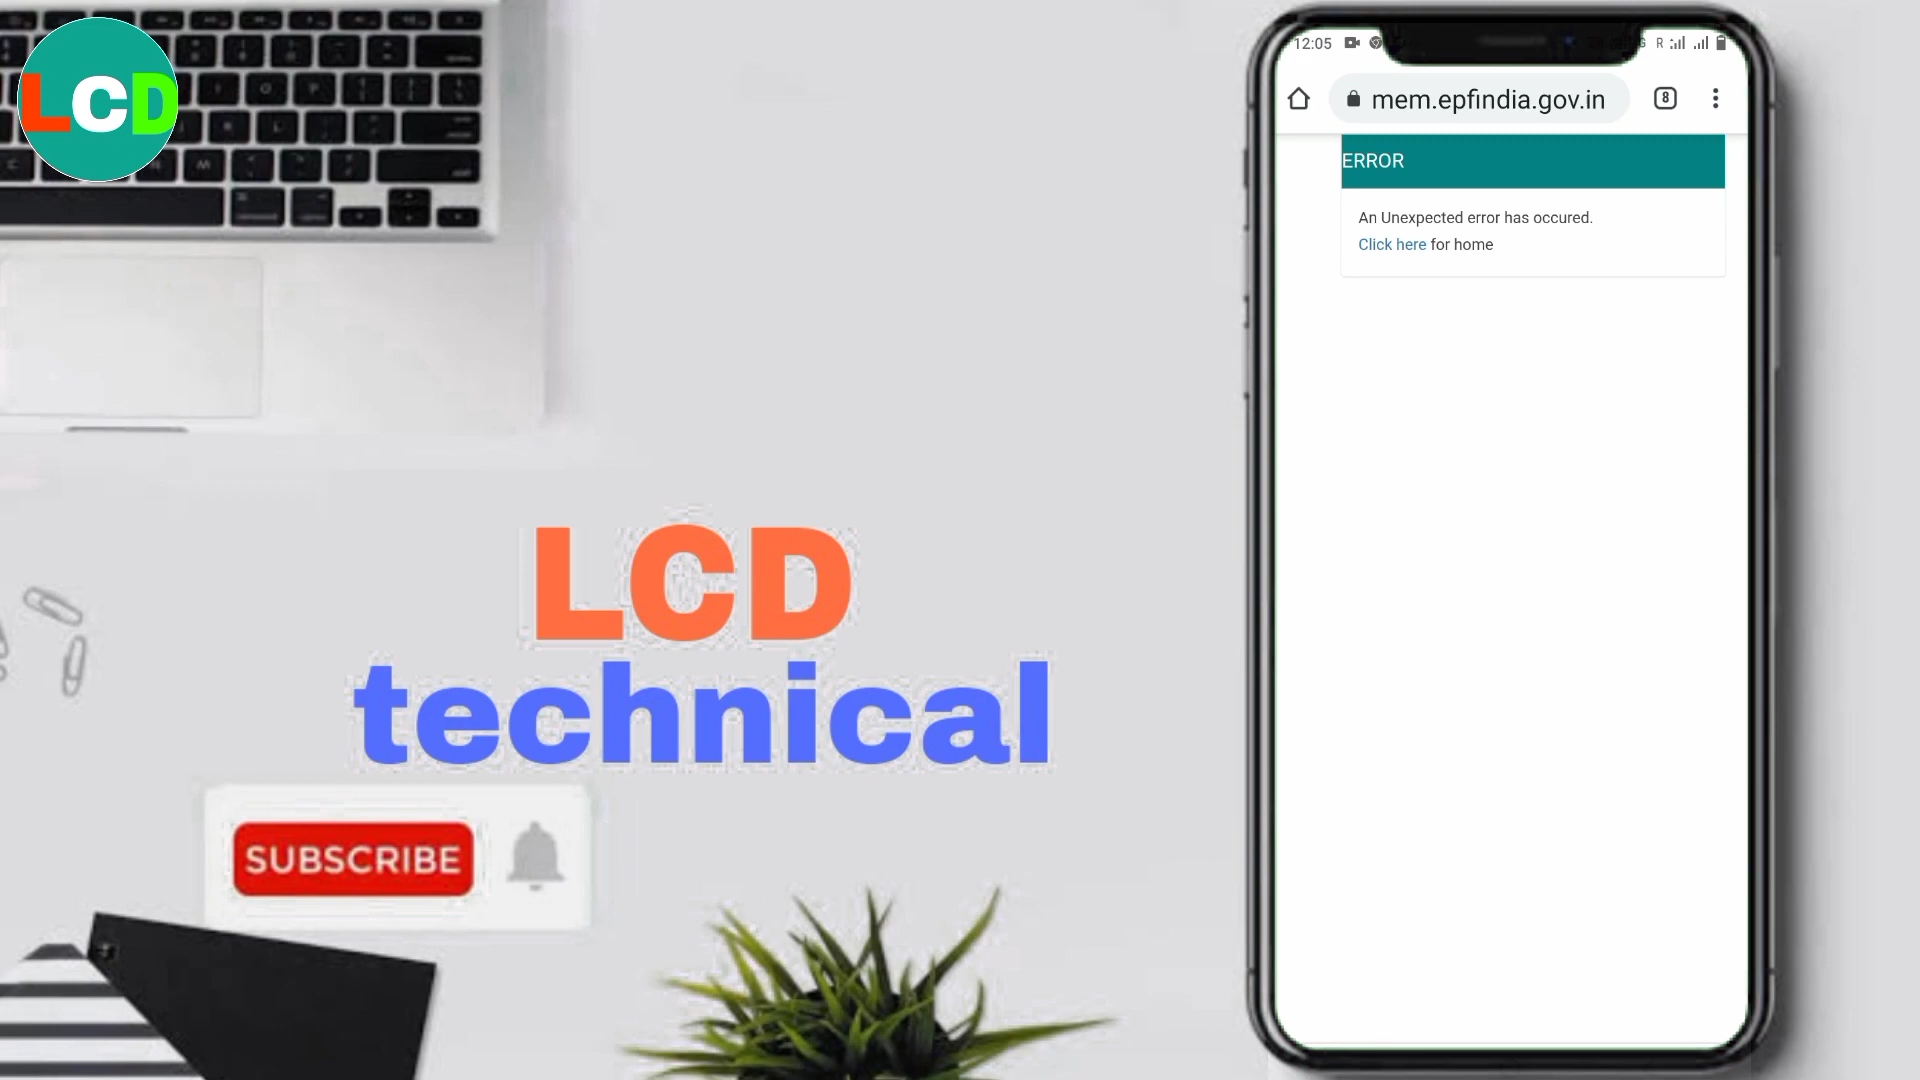 LCD
12:05
R
mem.epfindia.gov.in
8
ERROR
An Unexpected error has occured.
Click here for home
LCD
technical
SUBSCRIBE